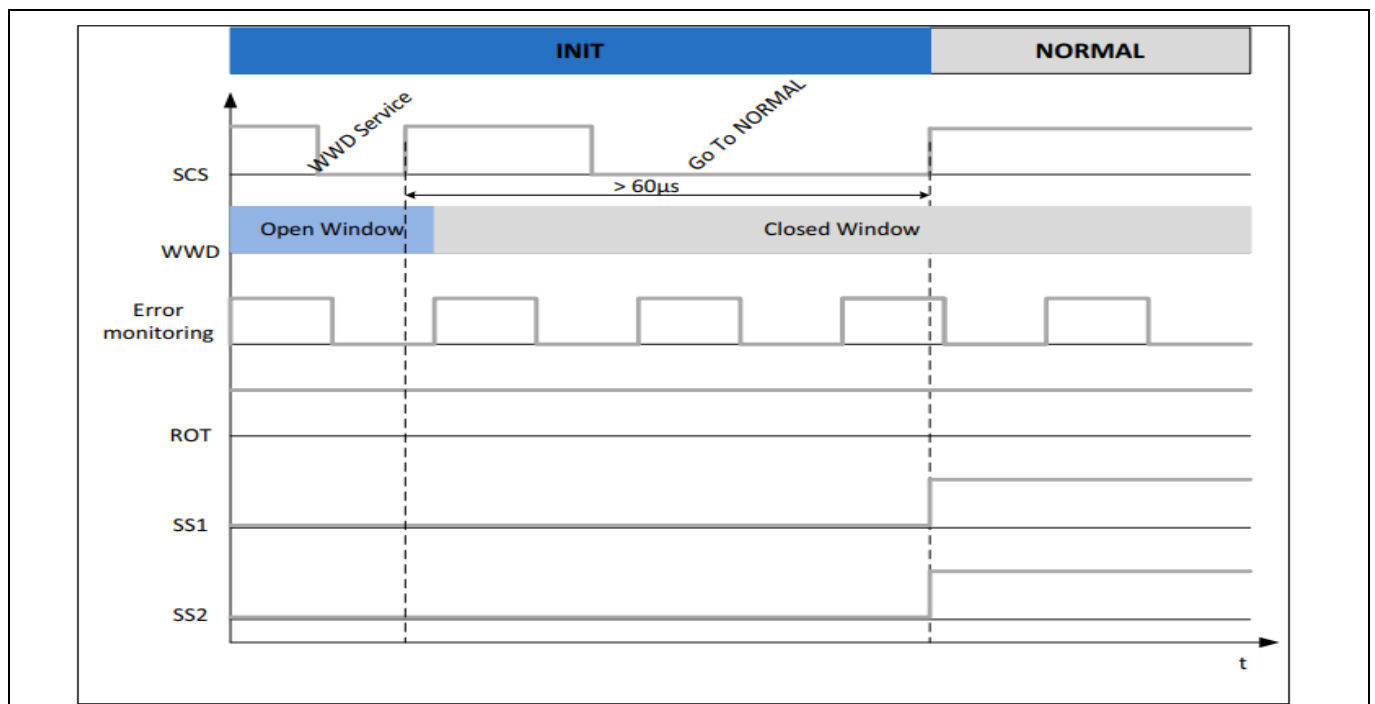 INIT NORMAL
WWD Service
Go To NORMAL
SCS
> 60µs
Open Window Closed Window
WWD
Error
monitoring
ROT
SS1
SS2
t